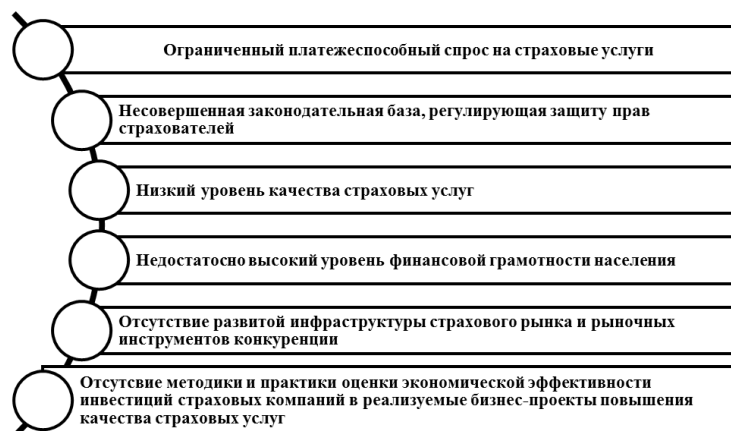 Ограниченный платежеспособный спрос на страховые услуги
Несовершенная законодательная база, регулирующая защиту прав
страхователей
Низкий уровень качества страховых услуг
Недостатосно высокий уровень финансовой грамотности населения
Отсутствие развитой инфраструктуры страхового рынка и рыночных
инструментов конкуренции
Отсутсвие методики и практики оценки экономической эффективности
инвестиций страховых компаний в реализуемые бизнес-проекты повышения
качества страховых услуг